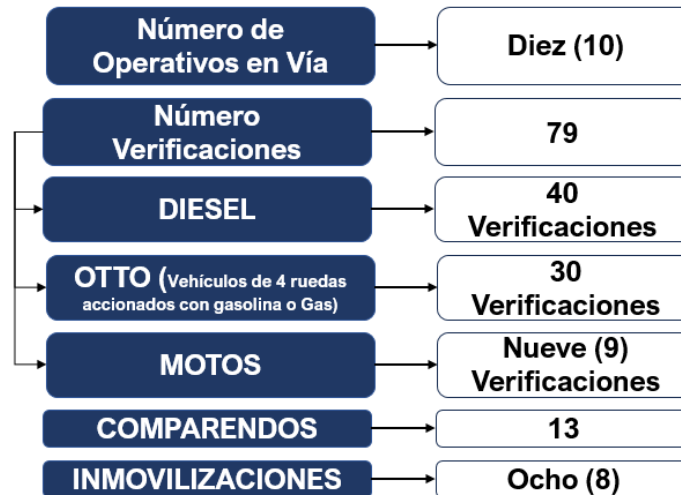 Número de
Operativos en Vía
Diez (10)
Número
Verificaciones
79
DIESEL
40
Verificaciones
OTTO (Vehículos de 4 ruedas
accionados con gasolina o Gas)
30
Verificaciones
MOTOS
Nueve (9)
Verificaciones
COMPARENDOS
13
INMOVILIZACIONES
Ocho (8)